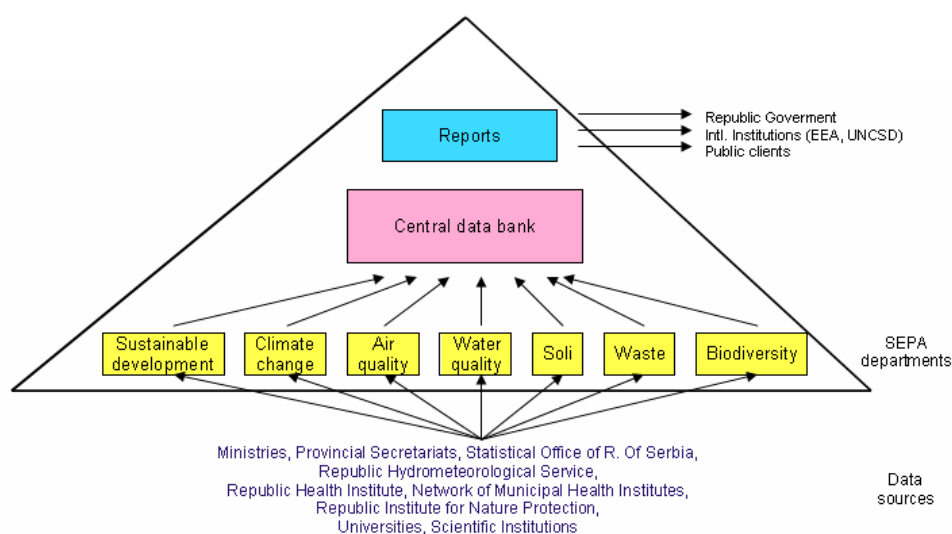 Reports
Republic Goverment
Intl. Institutions (EEA, UNCSD)
Public clients
Central data bank
Sustainable
development
Climate
change
Air
quality
Water
quality
Soli
Waste
Biodiversity
SEPA
departments
Ministries, Provincial Secretariats, Statistical Office of R. Of Serbia,
Republic Hydrometeorological Service,
Republic Health Institute, Network of Municipal Health Institutes,
Republic Institute for Nature Protection,
Universities, Scientific Institutions
Data
sources